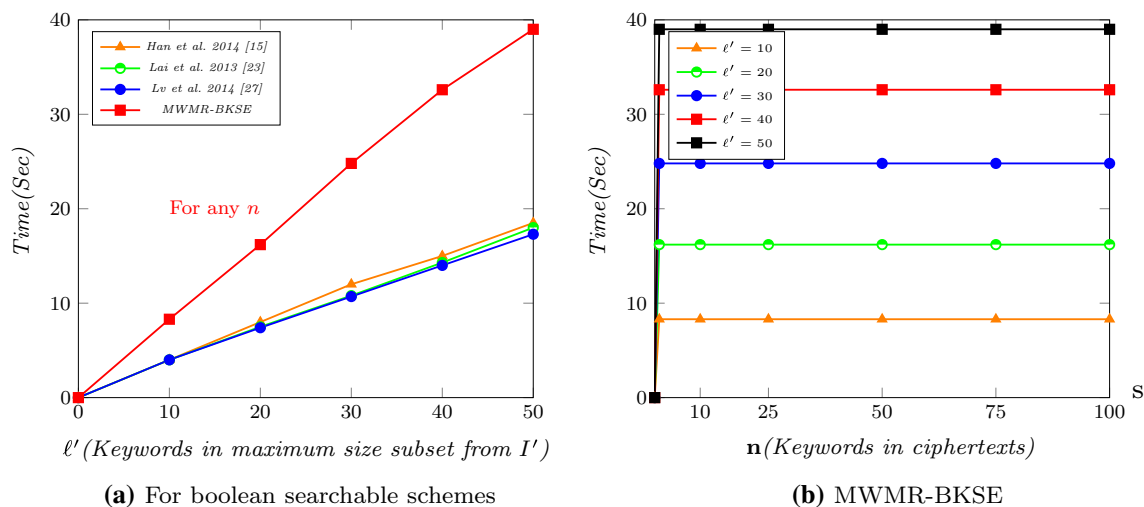 40
30
20
10
0
Time(Sec)
Han et al. 2014 [15]
Lai et al. 2013 [23]
Lv et al. 2014 [27]
MWMR-BKSE
For any n
0 10 20 30 40 50
ℓ′(Keywords in maximum size subset from I′)
(a) For boolean searchable schemes
40
30
20
10
0
Time(Sec)
ℓ′ = 10
ℓ′ = 20
ℓ′ = 30
ℓ′ = 40
ℓ′ = 50
10 25 50 75 100
s
n(Keywords in ciphertexts)
(b) MWMR-BKSE